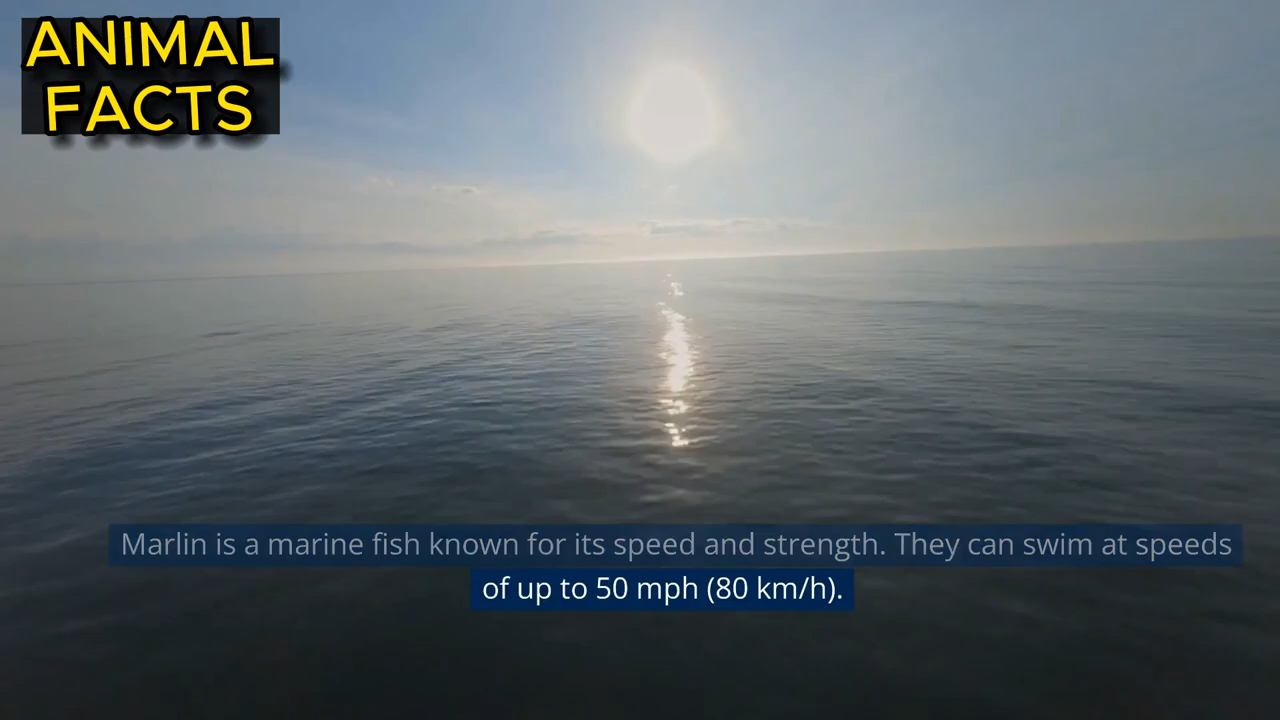 ANIMAL
FACTS
Marlin is a marine fish known for its speed and strength. They can swim at speeds
of up to 50 mph (80 km/h).